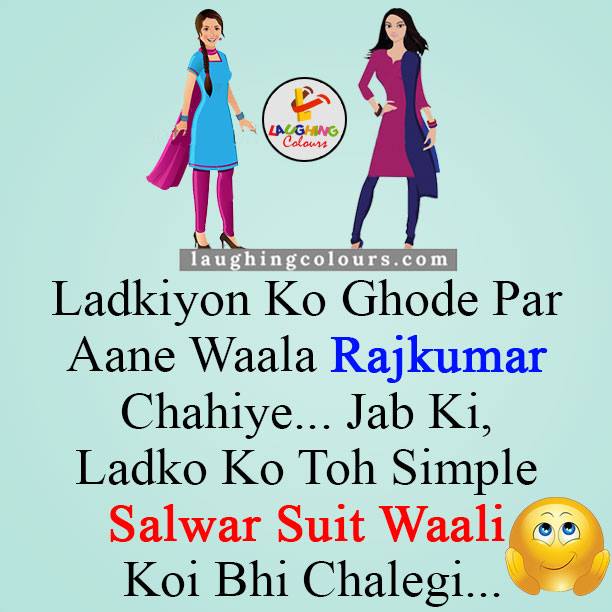 LAUGHING
Colours
laughingcolours.com
Ladkiyon Ko Ghode Par
Aane Waala Rajkumar
Chahiye... Jab Ki,
Ladko Ko Toh Simple
Salwar Suit Waali
Koi Bhi Chalegi...